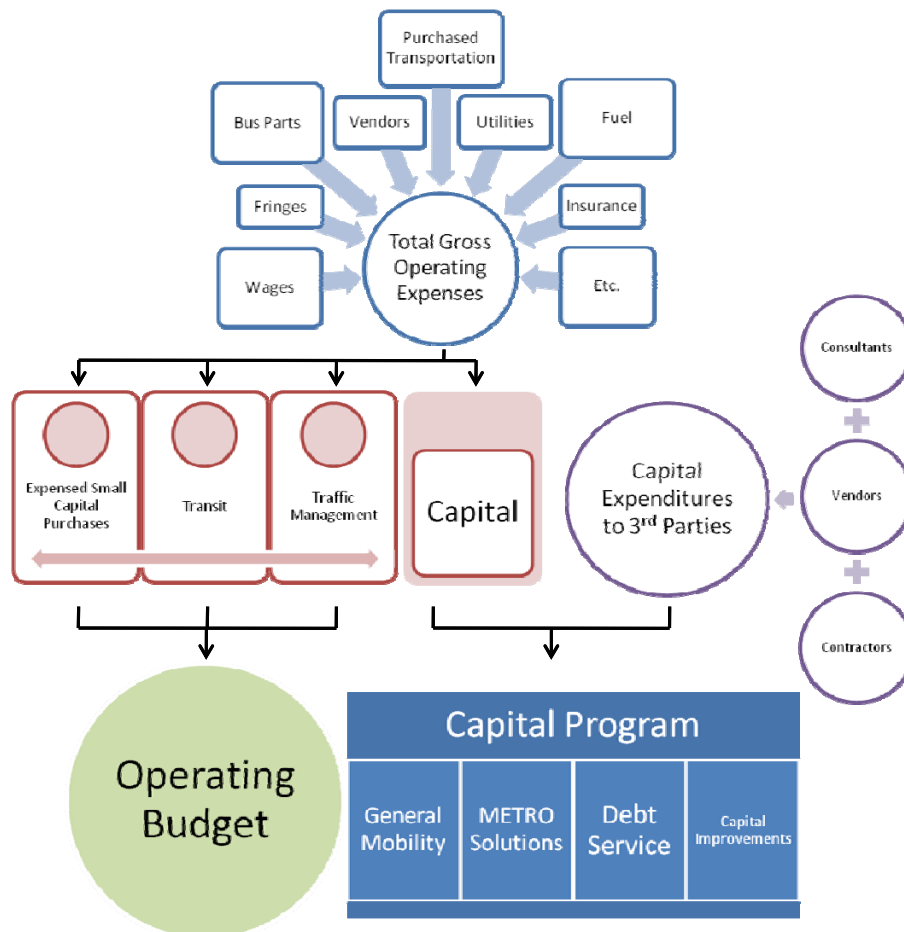 Purchased
Transportation
Bus Parts
Vendors
Utilities
Fuel
Fringes
Insurance
Total Gross
Operating
Expenses
Wages
Etc.
Consultants
Expensed Small
Capital
Purchases
Transit
Traffic
Management
Capital
Capital
Expenditures
to 3rd Parties
Vendors
Contractors
Operating
Budget
Capital Program
General
Mobility
METRO
Solutions
Debt
Service
Capital
Improvements